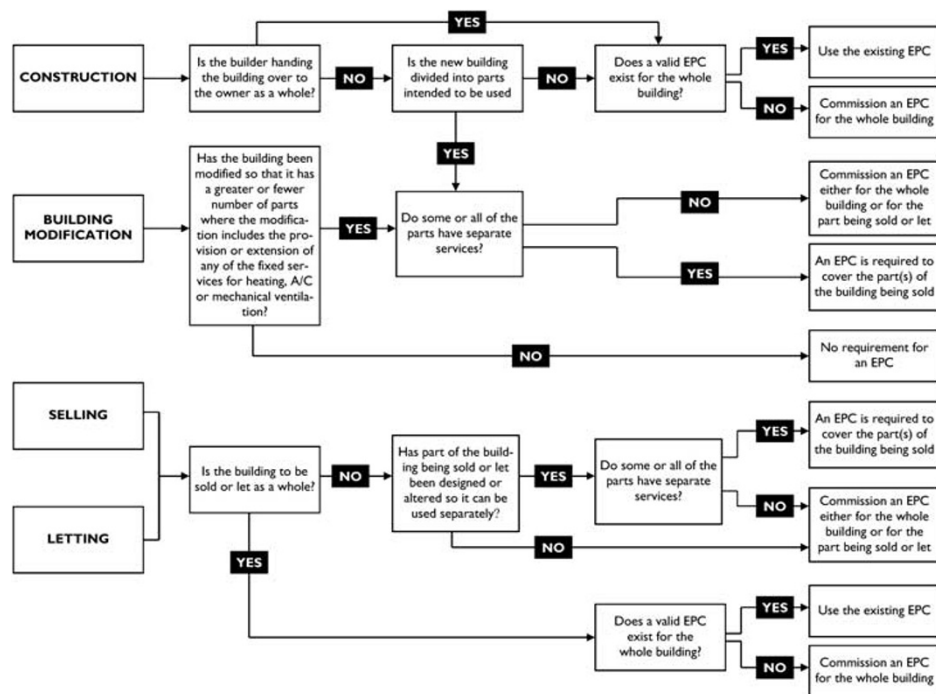 YES
CONSTRUCTION
Is the builder handing
the building over to
the owner as a whole?
NO
Is the new building
divided into parts
intended to be used
NO
Does a valid EPC
exist for the whole
building?
YES
Use the existing EPC
NO
Commission an EPC
for the whole building
YES
BUILDING
MODIFICATION
Has the building been
modified so that it has
a greater or fewer
number of parts
where the modifica-
tion includes the pro-
vision or extension of
any of the fixed ser-
vices for heating, A/C
or mechanical ventila-
tion?
YES
Do some or all of the
parts have separate
services?
NO
Commission an EPC
either for the whole
building or for the
part being sold or let
YES
An EPC is required to
cover the part(s) of
the building being sold
NO
No requirement for
an EPC
SELLING
LETTING
Is the building to be
sold or let as a whole?
NO
Has part of the build-
ing being sold or let
been designed or
altered so it can be
used separately?
YES
Do some or all of the
parts have separate
services?
YES
An EPC is required to
cover the part(s) of
the building being sold
NO
Commission an EPC
either for the whole
building or for the
part being sold or let
NO
YES
Does a valid EPC
exist for the
whole building?
YES
Use the existing EPC
NO
Commission an EPC
for the whole building